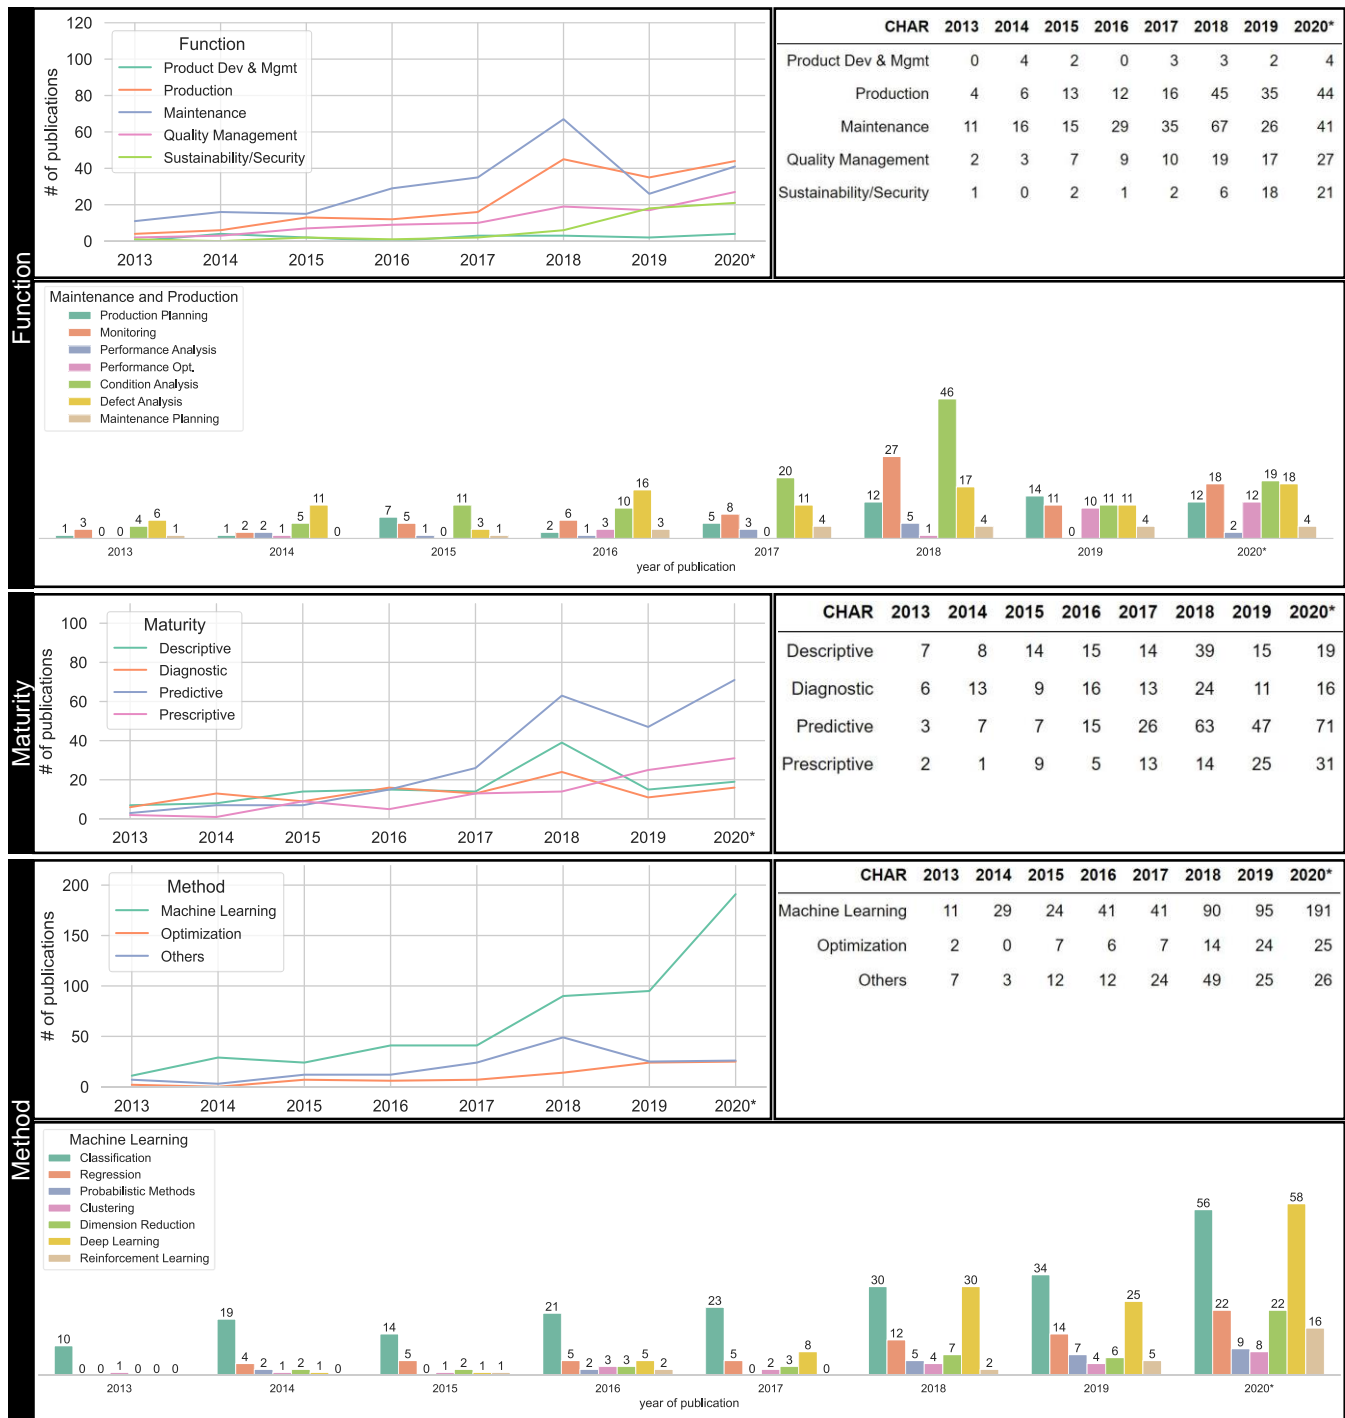 Function
120
100
80
60
40
20
0
# of publications
Function
Product Dev & Mgmt
Production
Maintenance
Quality Management
Sustainability/Security
2013 2014 2015 2016 2017 2018 2019 2020*
CHAR 2013 2014 2015 2016 2017 2018 2019 2020*
Product Dev & Mgmt 0 4 2 0 3 3 2 4
Production 4 6 13 12 16 45 35 44
Maintenance 11 16 15 29 35 67 26 41
Quality Management 2 3 7 9 10 19 17 27
Sustainability/Security 1 0 2 1 2 6 18 21
Maintenance and Production
Production Planning
Monitoring
Performance Analysis
Performance Opt.
Condition Analysis
Defect Analysis
Maintenance Planning
1 3 0 0 4 6 1
1 2 2 1 5 11 0
7 5 1 0 11 3 1
2 6 1 3 10 16 3
5 8 3 0 20 11 4
12 27 5 1 46 17 4
14 11 0 10 11 11 4
12 18 2 12 19 18 4
2013 2014 2015 2016 2017 2018 2019 2020*
year of publication
Maturity
100
80
60
40
20
0
# of publications
Maturity
Descriptive
Diagnostic
Predictive
Prescriptive
2013 2014 2015 2016 2017 2018 2019 2020*
CHAR 2013 2014 2015 2016 2017 2018 2019 2020*
Descriptive 7 8 14 15 14 39 15 19
Diagnostic 6 13 9 16 13 24 11 16
Predictive 3 7 7 15 26 63 47 71
Prescriptive 2 1 9 5 13 14 25 31
Method
200
150
100
50
0
# of publications
Method
Machine Learning
Optimization
Others
2013 2014 2015 2016 2017 2018 2019 2020*
CHAR 2013 2014 2015 2016 2017 2018 2019 2020*
Machine Learning 11 29 24 41 41 90 95 191
Optimization 2 0 7 6 7 14 24 25
Others 7 3 12 12 24 49 25 26
Machine Learning
Classification
Regression
Probabilistic Methods
Clustering
Dimension Reduction
Deep Learning
Reinforcement Learning
10 0 0 1 0 0 0
19 4 2 1 2 1 0
14 5 0 1 2 1 1
21 5 2 3 3 5 2
23 5 0 2 3 8 0
30 12 5 4 7 30 2
34 14 7 4 6 25 5
56 22 9 8 22 58 16
2013 2014 2015 2016 2017 2018 2019 2020*
year of publication